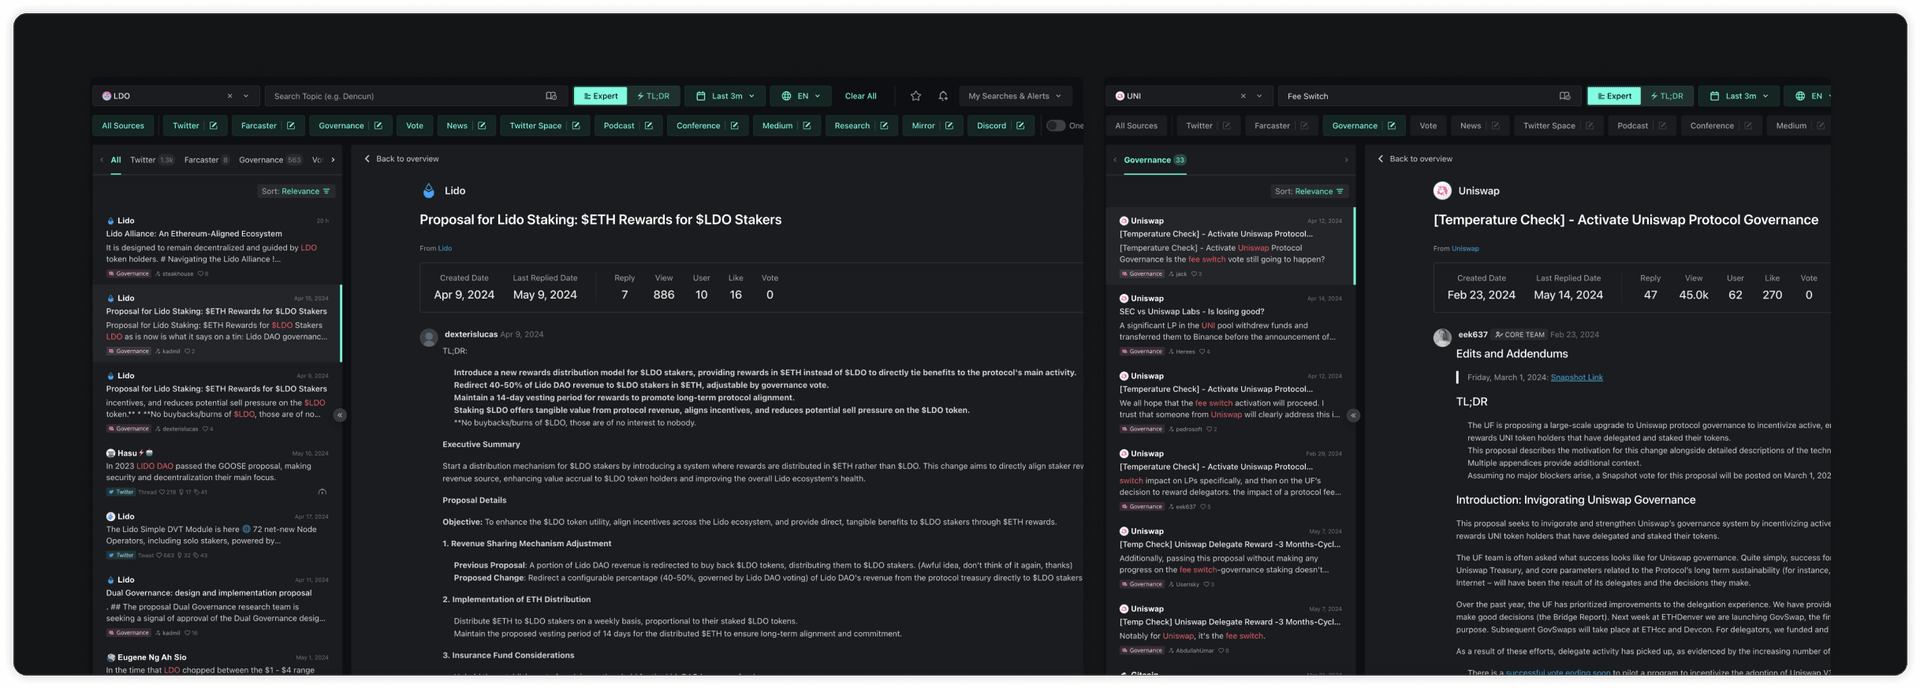 LDO
Search Topic (e.g. Dencun)
Expert
TL;DR
Last 3m
EN
Clear All
My Searches & Alerts
All Sources
Twitter
Farcaster
Governance
Vote
News
Twitter Space
Podcast
Conference
Medium
Research
Mirror
Discord
One
All
Twitter 1.3k
Farcaster 8
Governance 563
Vo
Sort: Relevance
Lido
20 h
Lido Alliance: An Ethereum-Aligned Ecosystem
It is designed to remain decentralized and guided by LDO
token holders. # Navigating the Lido Alliance !...
Governance
steakhouse
8
Lido
Proposal for Lido Staking: $ETH Rewards for $LDO Stakers
Proposal for Lido Staking: $ETH Rewards for $LDO Stakers
LDO as is now is what it says on a tin: Lido DAO governanc...
Governance
kadmil
2
Lido
Apr 9, 2024
Proposal for Lido Staking: $ETH Rewards for $LDO Stakers
incentives, and reduces potential sell pressure on the $LDO
token.** * **No buybacks/burns of $LDO, those are of no...
Governance
dexterislucas
4
Hasu
May 10, 2024
In 2023 LIDO DAO passed the GOOSE proposal, making
security and decentralization their main focus.
Twitter
Thread
17
41
Lido
Apr 17, 2024
The Lido Simple DVT Module is here 72 net-new Node
Operators, including solo stakers, powered by...
Twitter
Tweet
32
43
Lido
Apr 11, 2024
Dual Governance: design and implementation proposal
. ## The proposal Dual Governance research team is
seeking a signal of approval of the Dual Governance desig...
Governance
kadmil
16
Eugene Ng Ah Sio
May 1, 2024
In the time that LDO chopped between the $1 - $4 range
Back to overview
Lido
Proposal for Lido Staking: $ETH Rewards for $LDO Stakers
From Lido
Created Date
Last Replied Date
Reply
View
User
Like
Vote
Apr 9, 2024
May 9, 2024
7
886
10
16
0
dexterislucas Apr 9, 2024
TL;DR:
Introduce a new rewards distribution model for $LDO stakers, providing rewards in $ETH instead of $LDO to directly tie benefits to the protocol's main activity.
Redirect 40-50% of Lido DAO revenue to $LDO stakers in $ETH, adjustable by governance vote.
Maintain a 14-day vesting period for rewards to promote long-term protocol alignment.
Staking $LDO offers tangible value from protocol revenue, aligns incentives, and reduces potential sell pressure on the $LDO token.
**No buybacks/burns of $LDO, those are of no interest to nobody.
Executive Summary
Start a distribution mechanism for $LDO stakers by introducing a system where rewards are distributed in $ETH rather than $LDO. This change aims to directly align staker rew
revenue source, enhancing value accrual to $LDO token holders and improving the overall Lido ecosystem's health.
Proposal Details
Objective: To enhance the $LDO token utility, align incentives across the Lido ecosystem, and provide direct, tangible benefits to $LDO stakers through $ETH rewards.
1. Revenue Sharing Mechanism Adjustment
Previous Proposal: A portion of Lido DAO revenue is redirected to buy back $LDO tokens, distributing them to $LDO stakers. (Awful idea, don't think of it again, thanks)
Proposed Change: Redirect a configurable percentage (40-50%, governed by Lido DAO voting) of Lido DAO's revenue from the protocol treasury directly to $LDO stakers
2. Implementation of ETH Distribution
Distribute $ETH to $LDO stakers on a weekly basis, proportional to their staked $LDO tokens.
Maintain the proposed vesting period of 14 days for the distributed $ETH to ensure long-term alignment and commitment.
3. Insurance Fund Considerations
UNI
Fee Switch
Expert
TL;DR
Last 3m
EN
All Sources
Twitter
Farcaster
Governance
Vote
News
Twitter Space
Podcast
Conference
Medium
Governance 33
Sort: Relevance
Uniswap
Apr 12, 2024
[Temperature Check] - Activate Uniswap Protocol...
[Temperature Check] - Activate Uniswap Protocol
Governance Is the fee switch vote still going to happen?
Governance
jack
3
Uniswap
Apr 14, 2024
SEC vs Uniswap Labs - Is losing good?
A significant LP in the UNI pool withdrew funds and
transferred them to Binance before the announcement of...
Governance
Herees
4
Uniswap
Apr 12, 2024
[Temperature Check] - Activate Uniswap Protocol...
We all hope that the fee switch activation will proceed. I
trust that someone from Uniswap will clearly address this i...
Governance
pedrosoft
2
Uniswap
Feb 29, 2024
[Temperature Check] - Activate Uniswap Protocol...
switch impact on LPs specifically, and then on the UF's
decision to reward delegators. the impact of a protocol fee...
Governance
eek637
5
Uniswap
May 7, 2024
[Temp Check] Uniswap Delegate Reward -3 Months-Cycl...
Additionally, passing this proposal without making any
progress on the fee switch-governance staking doesn't...
Governance
Userisky
3
Uniswap
May 7, 2024
[Temp Check] Uniswap Delegate Reward -3 Months-Cycl...
Notably for Uniswap, it's the fee switch.
Governance
AbdullahUmar
Back to overview
Uniswap
[Temperature Check] - Activate Uniswap Protocol Governance
From Uniswap
Created Date
Last Replied Date
Reply
View
User
Like
Vote
Feb 23, 2024
May 14, 2024
47
45.0k
62
270
0
eek637 CORE TEAM Feb 23, 2024
Edits and Addendums
Friday, March 1, 2024: Snapshot Link
TL;DR
The UF is proposing a large-scale upgrade to Uniswap protocol governance to incentivize active, e
rewards UNI token holders that have delegated and staked their tokens.
This proposal describes the motivation for this change alongside detailed descriptions of the techn
Multiple appendices provide additional context.
Assuming no major blockers arise, a Snapshot vote for this proposal will be posted on March 1, 202
Introduction: Invigorating Uniswap Governance
This proposal seeks to invigorate and strengthen Uniswap's governance system by incentivizing active
rewards UNI token holders that have delegated and staked their tokens.
The UF team is often asked what success looks like for Uniswap governance. Quite simply, success fo
Uniswap Treasury, and core parameters related to the Protocol's long term sustainability (for instance,
Internet – will have been the result of its delegates and the decisions they make.
Over the past year, the UF has prioritized improvements to the delegation experience. We have provid
make good decisions (the Bridge Report). Next week at ETHDenver we are launching GovSwap, the fir
purpose. Subsequent GovSwaps will take place at ETHcc and Devcon. For delegators, we funded and
As a result of these efforts, delegate activity has picked up, as evidenced by the increasing number of
There is a successful vote ending soon to pilot a program to incentivize the adoption of Uniswap V